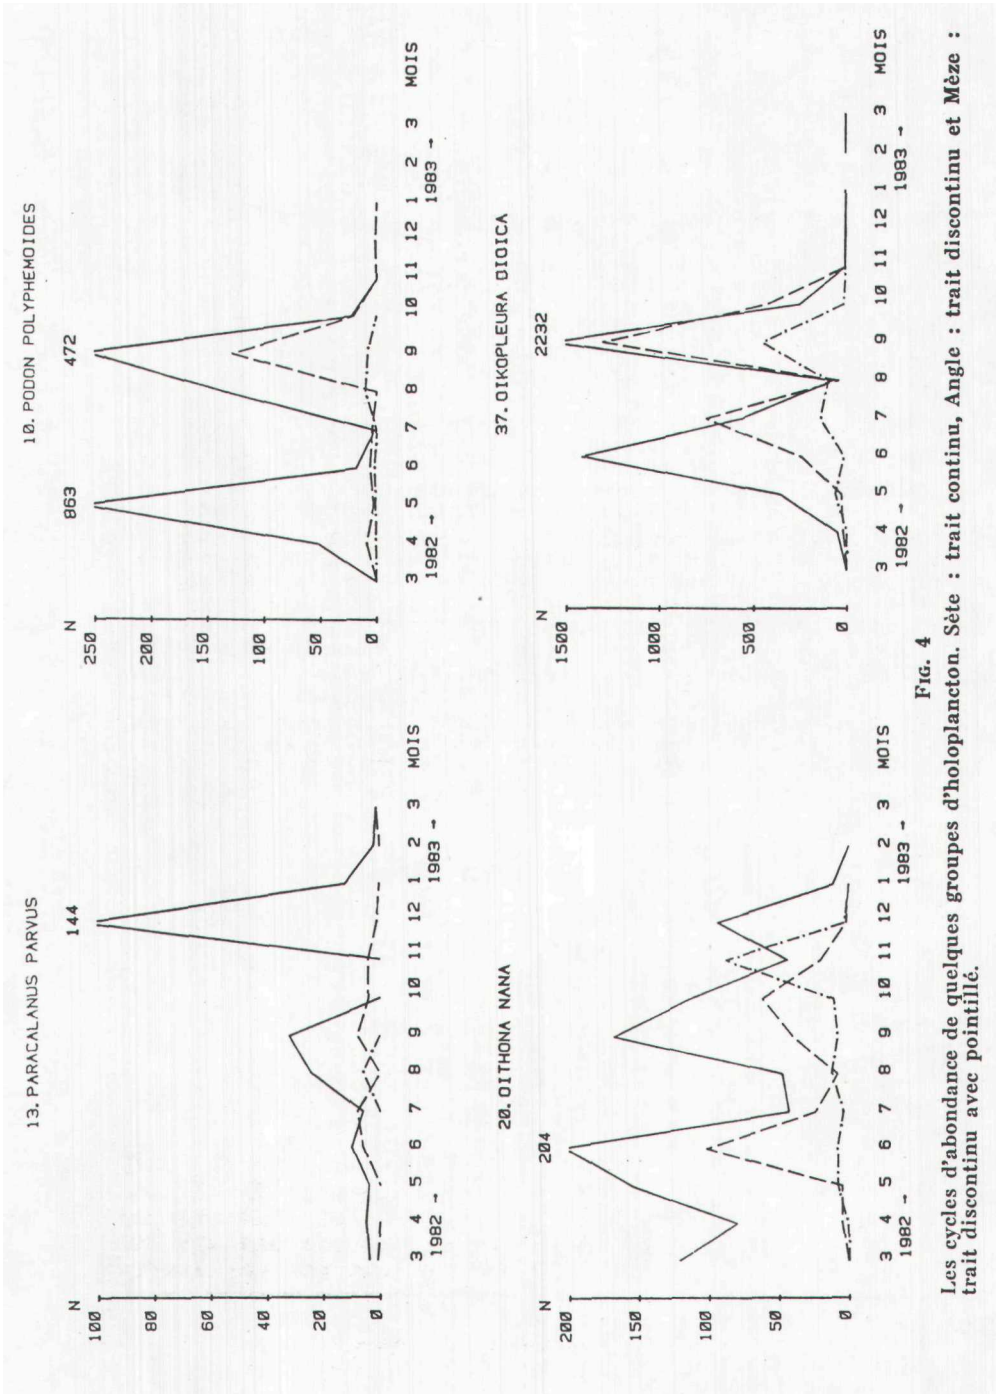 13. PARACALANUS PARVUS
N
144
100
80
60
40
20
0
3 4 5 6 7 8 9 10 11 12 1 2 3 MOIS
1982 → 1983 →
10. PODON POLYPHEMOIDES
N
863 472
250
200
150
100
50
0
3 4 5 6 7 8 9 10 11 12 1 2 3 MOIS
1982 → 1983 →
20. OITHONA NANA
N
204
200
150
100
50
0
3 4 5 6 7 8 9 10 11 12 1 2 3 MOIS
1982 → 1983 →
37. OIKOPLEURA DIOICA
N
2232
1500
1000
500
0
3 4 5 6 7 8 9 10 11 12 1 2 3 MOIS
1982 → 1983 →
FIG. 4
Les cycles d'abondance de quelques groupes d'holoplancton. Sète : trait continu, Angle : trait discontinu et Mèze :
trait discontinu avec pointillé.